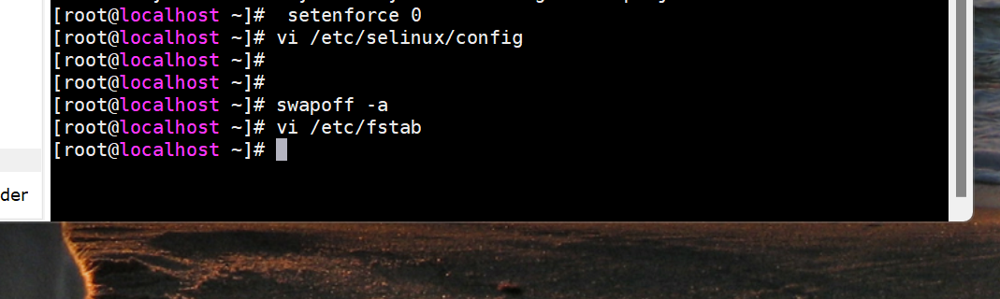 [root@localhost ~]#  setenforce 0
[root@localhost ~]# vi /etc/selinux/config
[root@localhost ~]#
[root@localhost ~]#
[root@localhost ~]# swapoff -a
[root@localhost ~]# vi /etc/fstab
[root@localhost ~]#
der